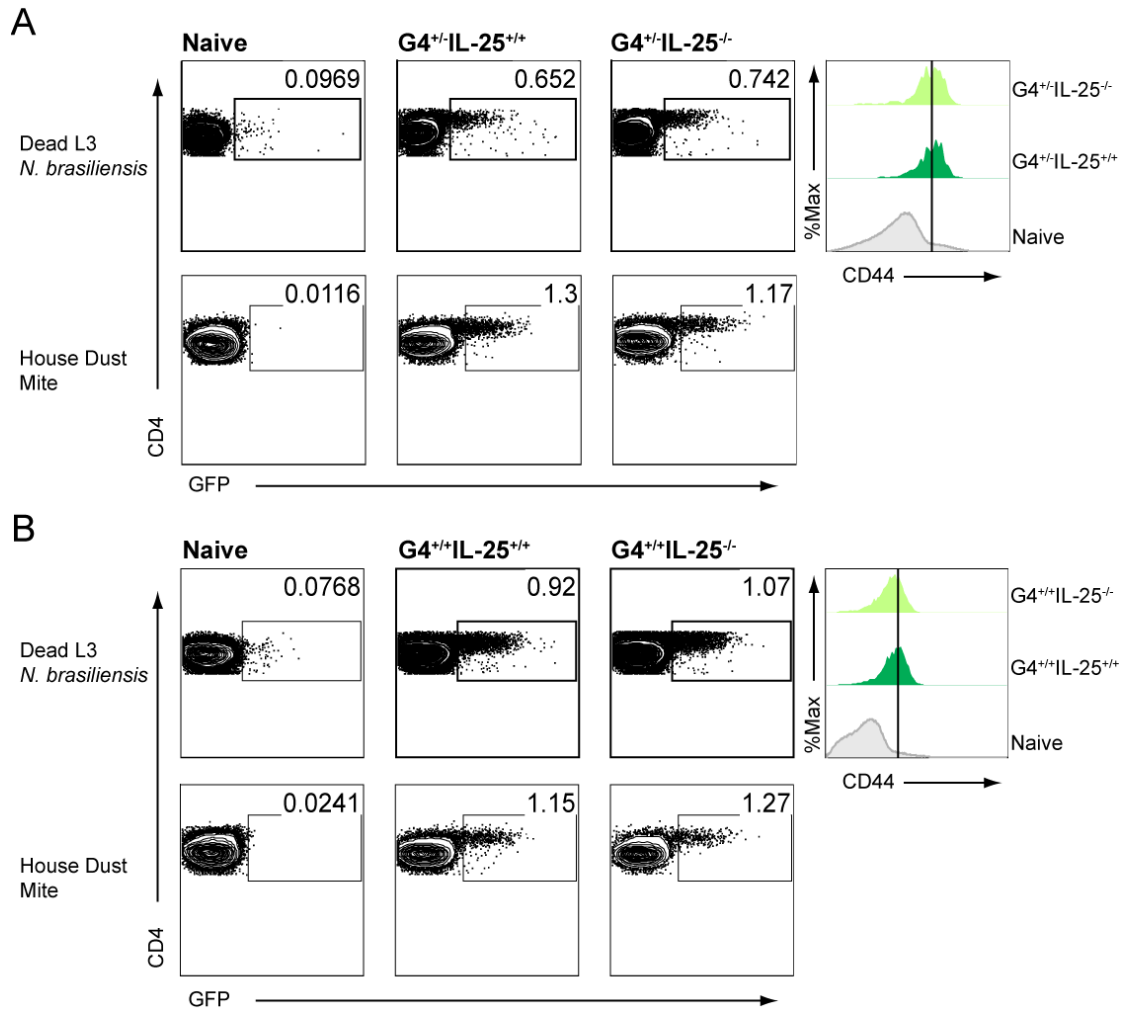 A
Naive
G4+/-IL-25+/+
G4+/-IL-25-/-
0.0969
0.652
0.742
Dead L3
N. brasiliensis
%Max
G4+/-IL-25-/-
G4+/-IL-25+/+
Naive
CD44
0.0116
1.3
1.17
House Dust
Mite
CD4
GFP
B
Naive
G4+/+IL-25+/+
G4+/+IL-25-/-
0.0768
0.92
1.07
Dead L3
N. brasiliensis
%Max
G4+/+IL-25-/-
G4+/+IL-25+/+
Naive
CD44
0.0241
1.15
1.27
House Dust
Mite
CD4
GFP